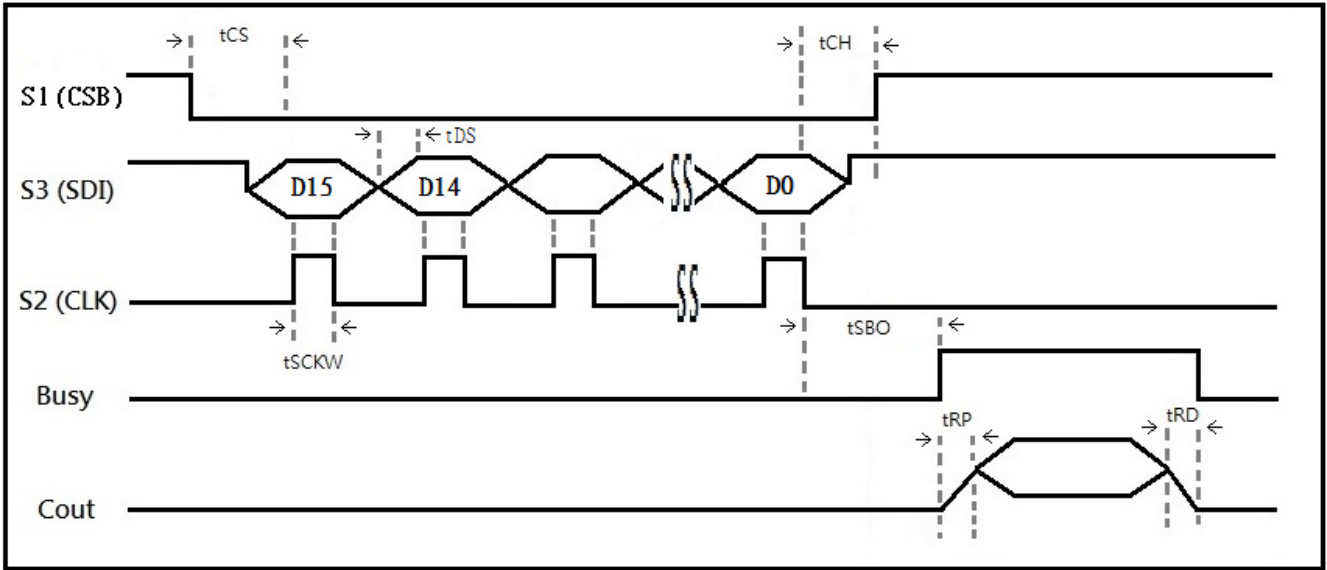 tCS
tCH
S1 (CSB)
tDS
S3 (SDI)
D15
D14
D0
S2 (CLK)
tSBO
tSCKW
Busy
tRP
tRD
Cout